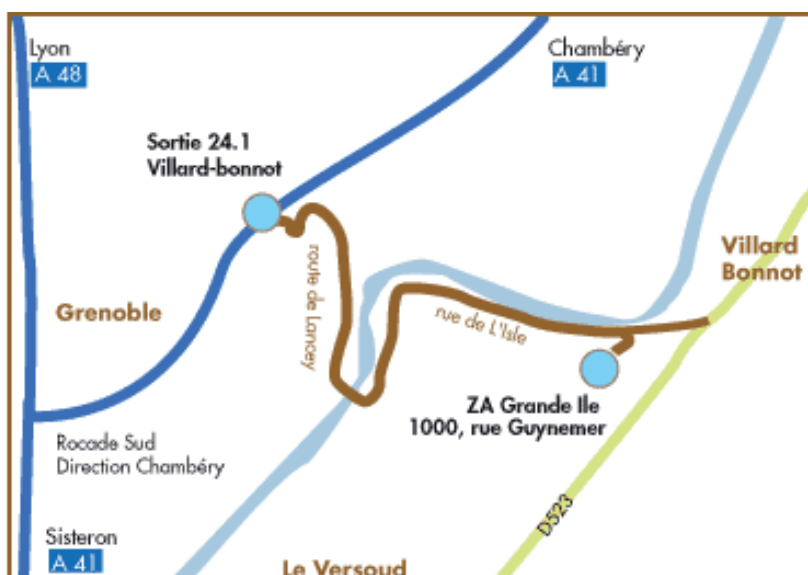 Lyon
A 48
Chambéry
A 41
Sortie 24.1
Villard-bonnot
Villard
Bonnot
route de Lancey
Grenoble
rue de L'Isle
ZA Grande Ile
1000, rue Guynemer
Rocade Sud
Direction Chambéry
D523
Sisteron
A 41
Le Versoud